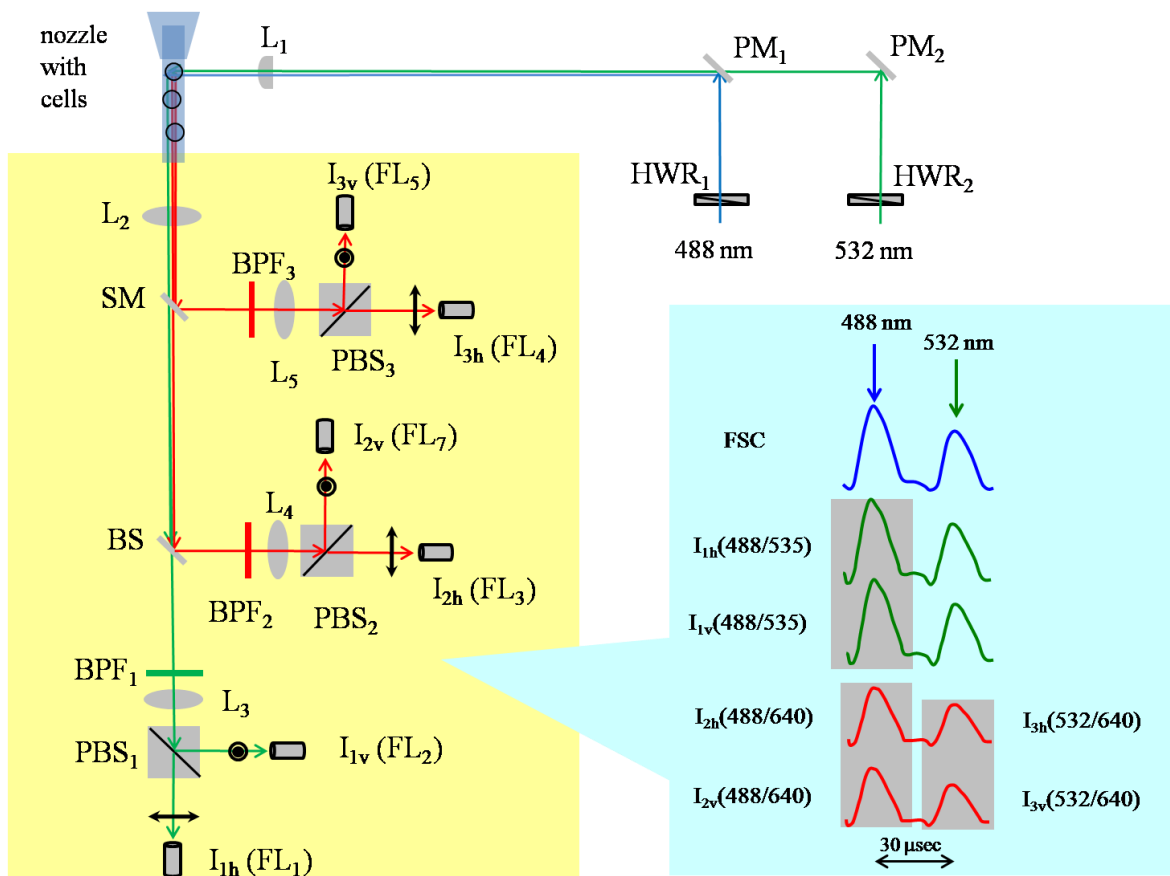 nozzle
with
cells
L1
PM1
PM2
HWR1
HWR2
488 nm
532 nm
I3v (FL5)
L2
BPF3
SM
L5
PBS3
I3h (FL4)
I2v (FL7)
L4
BS
BPF2
PBS2
I2h (FL3)
BPF1
L3
PBS1
I1v (FL2)
I1h (FL1)
488 nm
532 nm
FSC
I1h(488/535)
I1v(488/535)
I2h(488/640)
I3h(532/640)
I2v(488/640)
I3v(532/640)
30 µsec